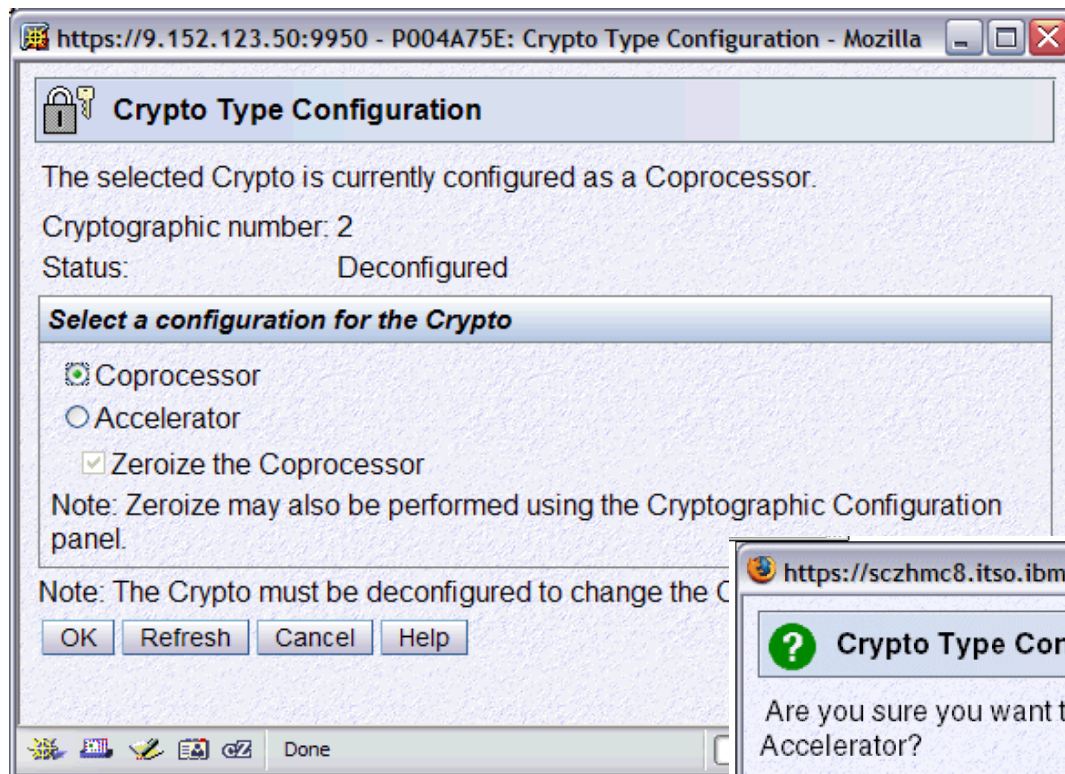 https://9.152.123.50:9950 - P004A75E: Crypto Type Configuration - Mozilla
Crypto Type Configuration
The selected Crypto is currently configured as a Coprocessor.
Cryptographic number: 2
Status: Deconfigured
Select a configuration for the Crypto
Coprocessor
Accelerator
Zeroize the Coprocessor
Note: Zeroize may also be performed using the Cryptographic Configuration
panel.
Note: The Crypto must be deconfigured to change the
OK Refresh Cancel Help
Done
https://sczhmc8.itso.ibm
Crypto Type
Are you sure you want
Accelerator?